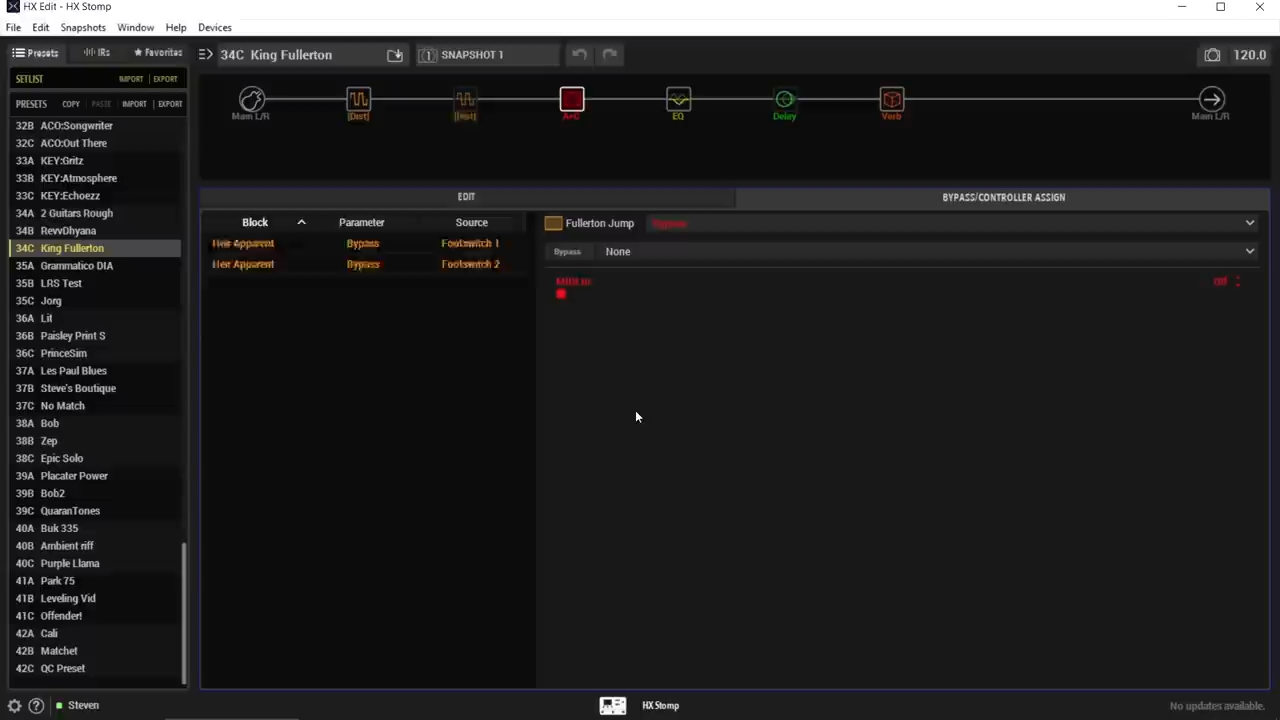 HX Edit - HX Stomp
File Edit Snapshots Window Help Devices
Presets IRs Favorites
34C King Fullerton
1 SNAPSHOT 1
120.0
SETLIST IMPORT EXPORT
PRESETS COPY PASTE IMPORT EXPORT
Main L/R [Dist] [Dist] A+C EQ Delay Verb Main L/R
32B ACO:Songwriter
32C ACO:Out There
33A KEY:Gritz
33B KEY:Atmosphere
33C KEY:Echoezz
34A 2 Guitars Rough
34B RevvDhyana
34C King Fullerton
35A Grammatico DIA
35B LRS Test
35C Jorg
36A Lit
36B Paisley Print S
36C PrinceSim
37A Les Paul Blues
37B Steve's Boutique
37C No Match
38A Bob
38B Zep
38C Epic Solo
39A Placater Power
39B Bob2
39C QuaranTones
40A Buk 335
40B Ambient riff
40C Purple Llama
41A Park 75
41B Leveling Vid
41C Offender!
42A Cali
42B Matchet
42C QC Preset
EDIT
BYPASS/CONTROLLER ASSIGN
Block Parameter Source
Heir Apparent Bypass Footswitch 1
Heir Apparent Bypass Footswitch 2
Fullerton Jump Bypass
Bypass None
MIDI In Off
Steven
HX Stomp
No updates available.